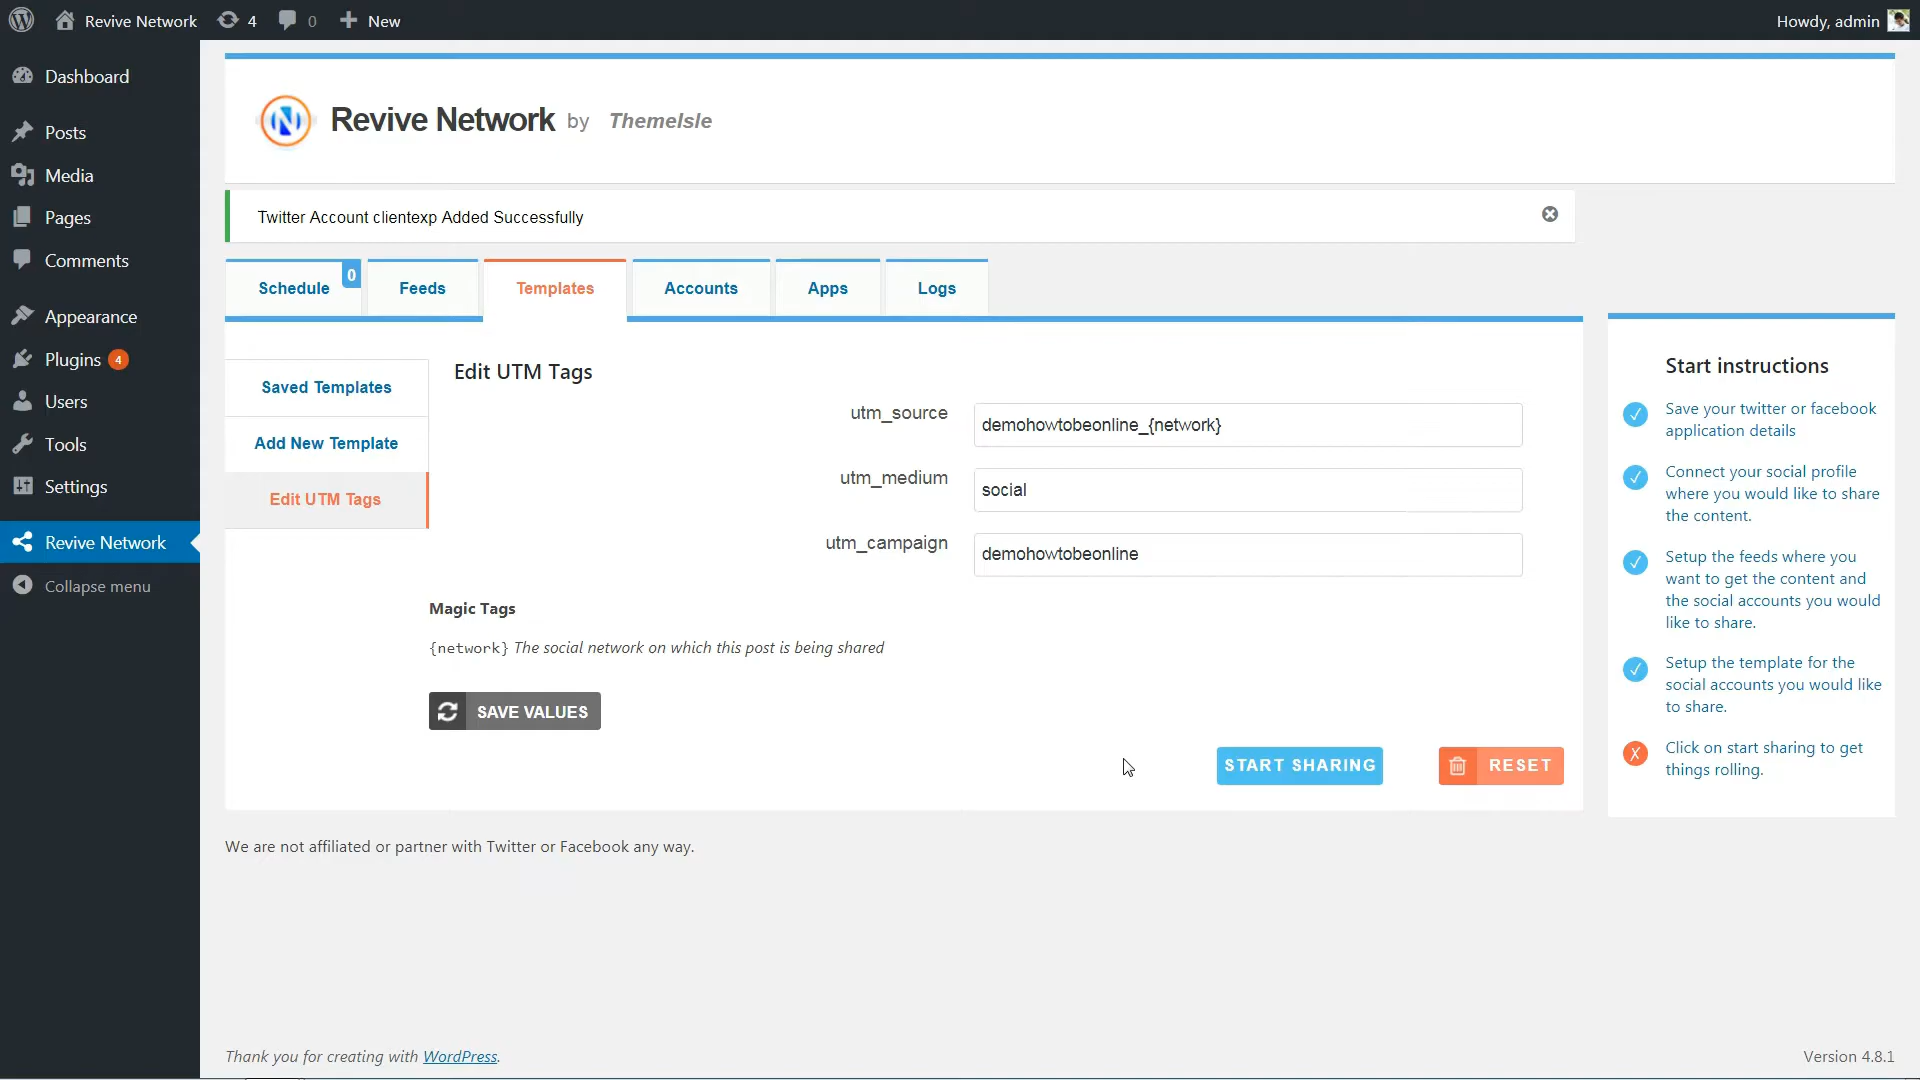 Revive Network 4 0 New Howdy, admin
Dashboard
Posts
Media
Pages
Comments
Appearance
Plugins 4
Users
Tools
Settings
Revive Network
Collapse menu
Revive Network by ThemeIsle
Twitter Account clientexp Added Successfully
Schedule 0 Feeds Templates Accounts Apps Logs
Saved Templates
Add New Template
Edit UTM Tags
Edit UTM Tags
utm_source demohowtobeonline_{network}
utm_medium social
utm_campaign demohowtobeonline
Magic Tags
{network} The social network on which this post is being shared
SAVE VALUES
START SHARING RESET
Start instructions
Save your twitter or facebook
application details
Connect your social profile
where you would like to share
the content.
Setup the feeds where you
want to get the content and
the social accounts you would
like to share.
Setup the template for the
social accounts you would like
to share.
Click on start sharing to get
things rolling.
We are not affiliated or partner with Twitter or Facebook any way.
Thank you for creating with WordPress. Version 4.8.1